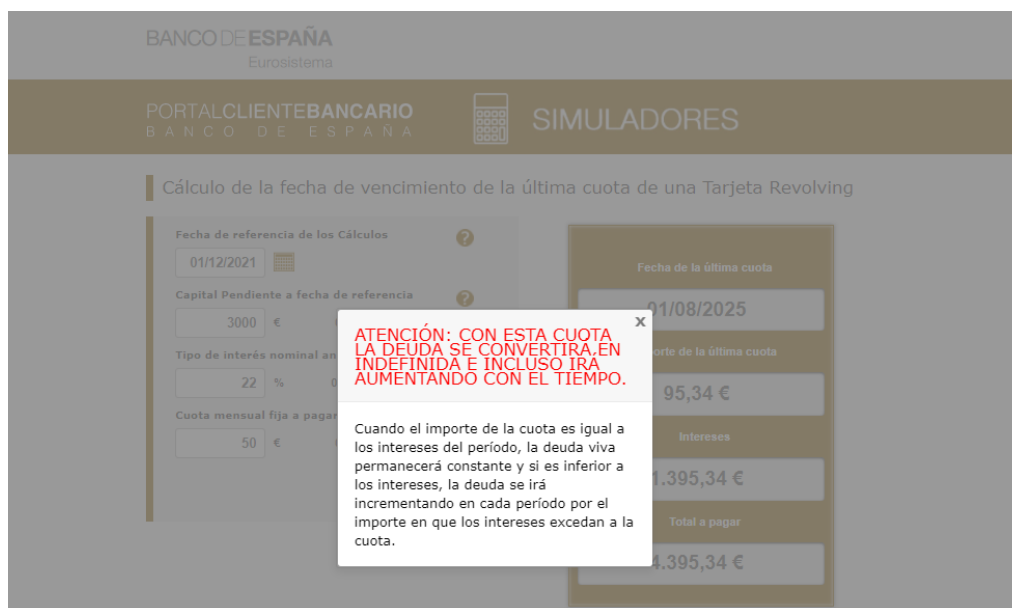 BANCO DE ESPAÑA
Eurosistema
PORTALCLIENTEBANCARIO
BANCO DE ESPAÑA
SIMULADORES
Cálculo de la fecha de vencimiento de la última cuota de una Tarjeta Revolving
Fecha de referencia de los Cálculos
?
01/12/2021
Capital Pendiente a fecha de referencia
?
3000 €
Tipo de interés nominal an
22 %
0
Cuota mensual fija a pagar
50 €
Fecha de la última cuota
01/08/2025
orte de la última cuota
95,34 €
Intereses
1.395,34 €
Total a pagar
4.395,34 €
x
ATENCIÓN: CON ESTA CUOTA
LA DEUDA SE CONVERTIRÁ EN
INDEFINIDA E INCLUSO IRÁ
AUMENTANDO CON EL TIEMPO.
Cuando el importe de la cuota es igual a
los intereses del período, la deuda viva
permanecerá constante y si es inferior a
los intereses, la deuda se irá
incrementando en cada período por el
importe en que los intereses excedan a la
cuota.